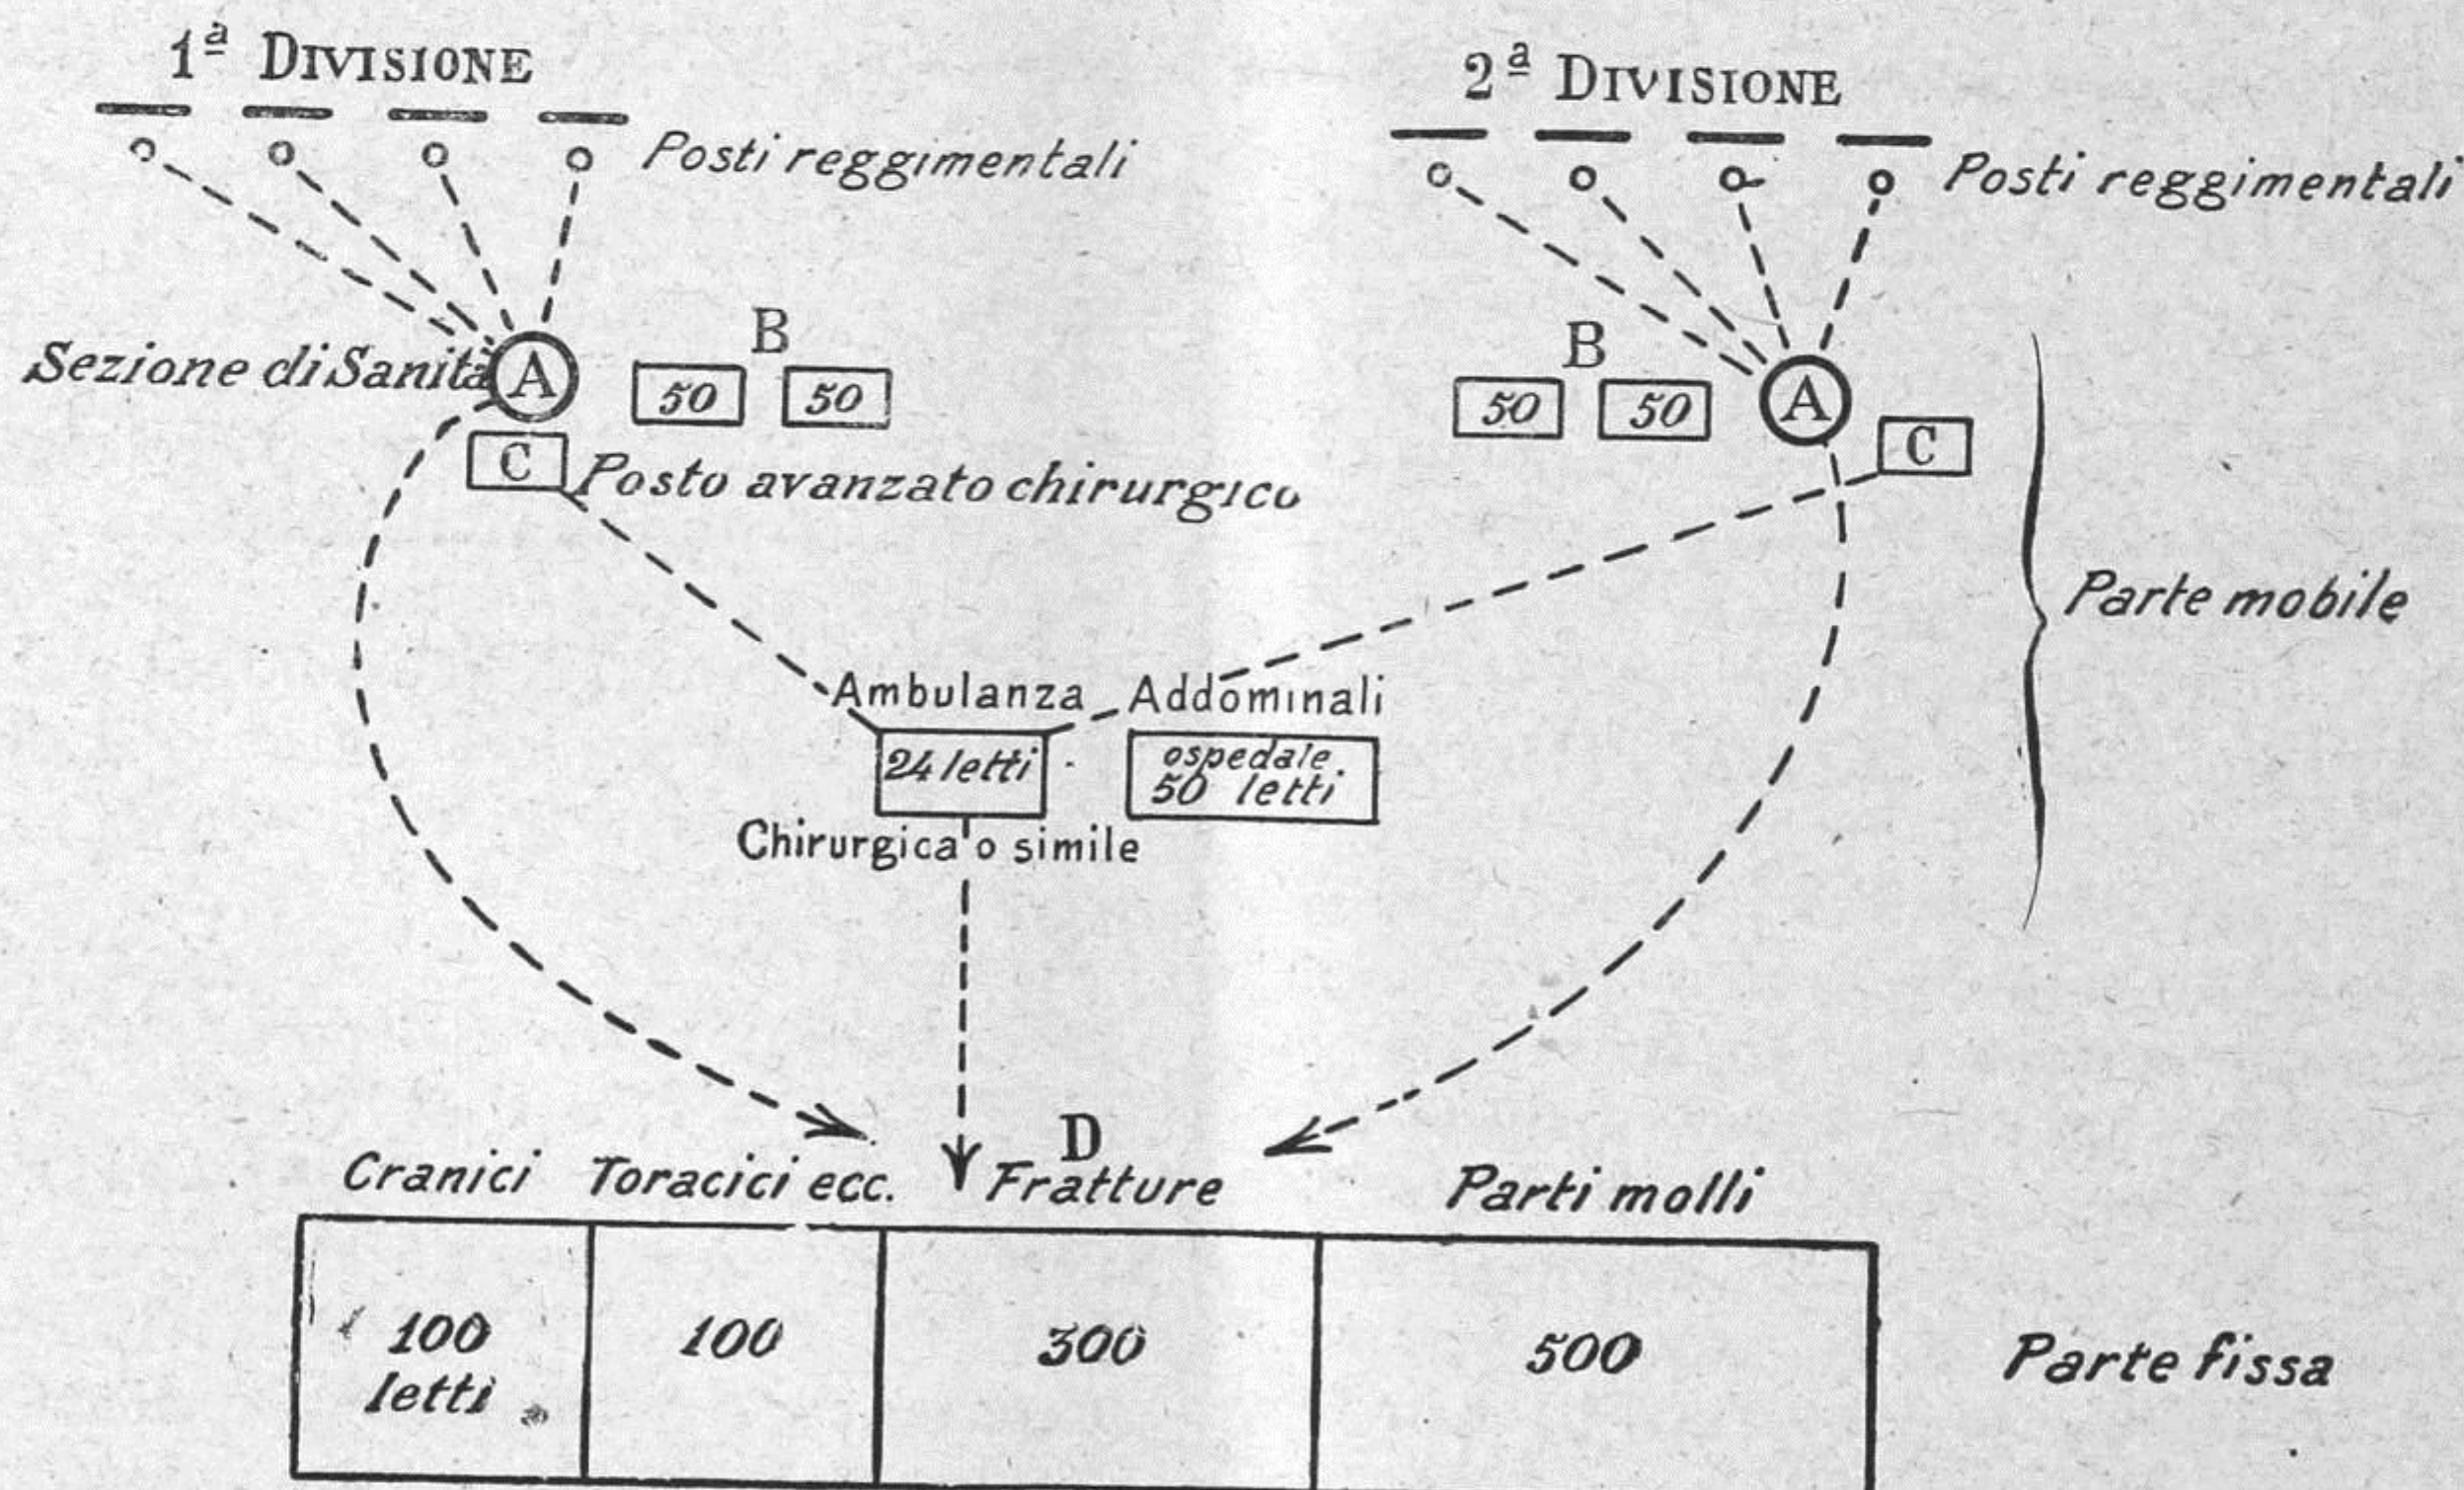 1ª DIVISIONE
Posti reggimentali
2ª DIVISIONE
Posti reggimentali
Sezione di Sanità
A
B
50
50
C
Posto avanzato chirurgico
B
50
50
A
C
Parte mobile
Ambulanza
24 letti
Chirurgica o simile
Addominali
ospedale
50 letti
D
Cranici
Toracici ecc.
Fratture
Parti molli
100
letti
100
300
500
Parte fissa